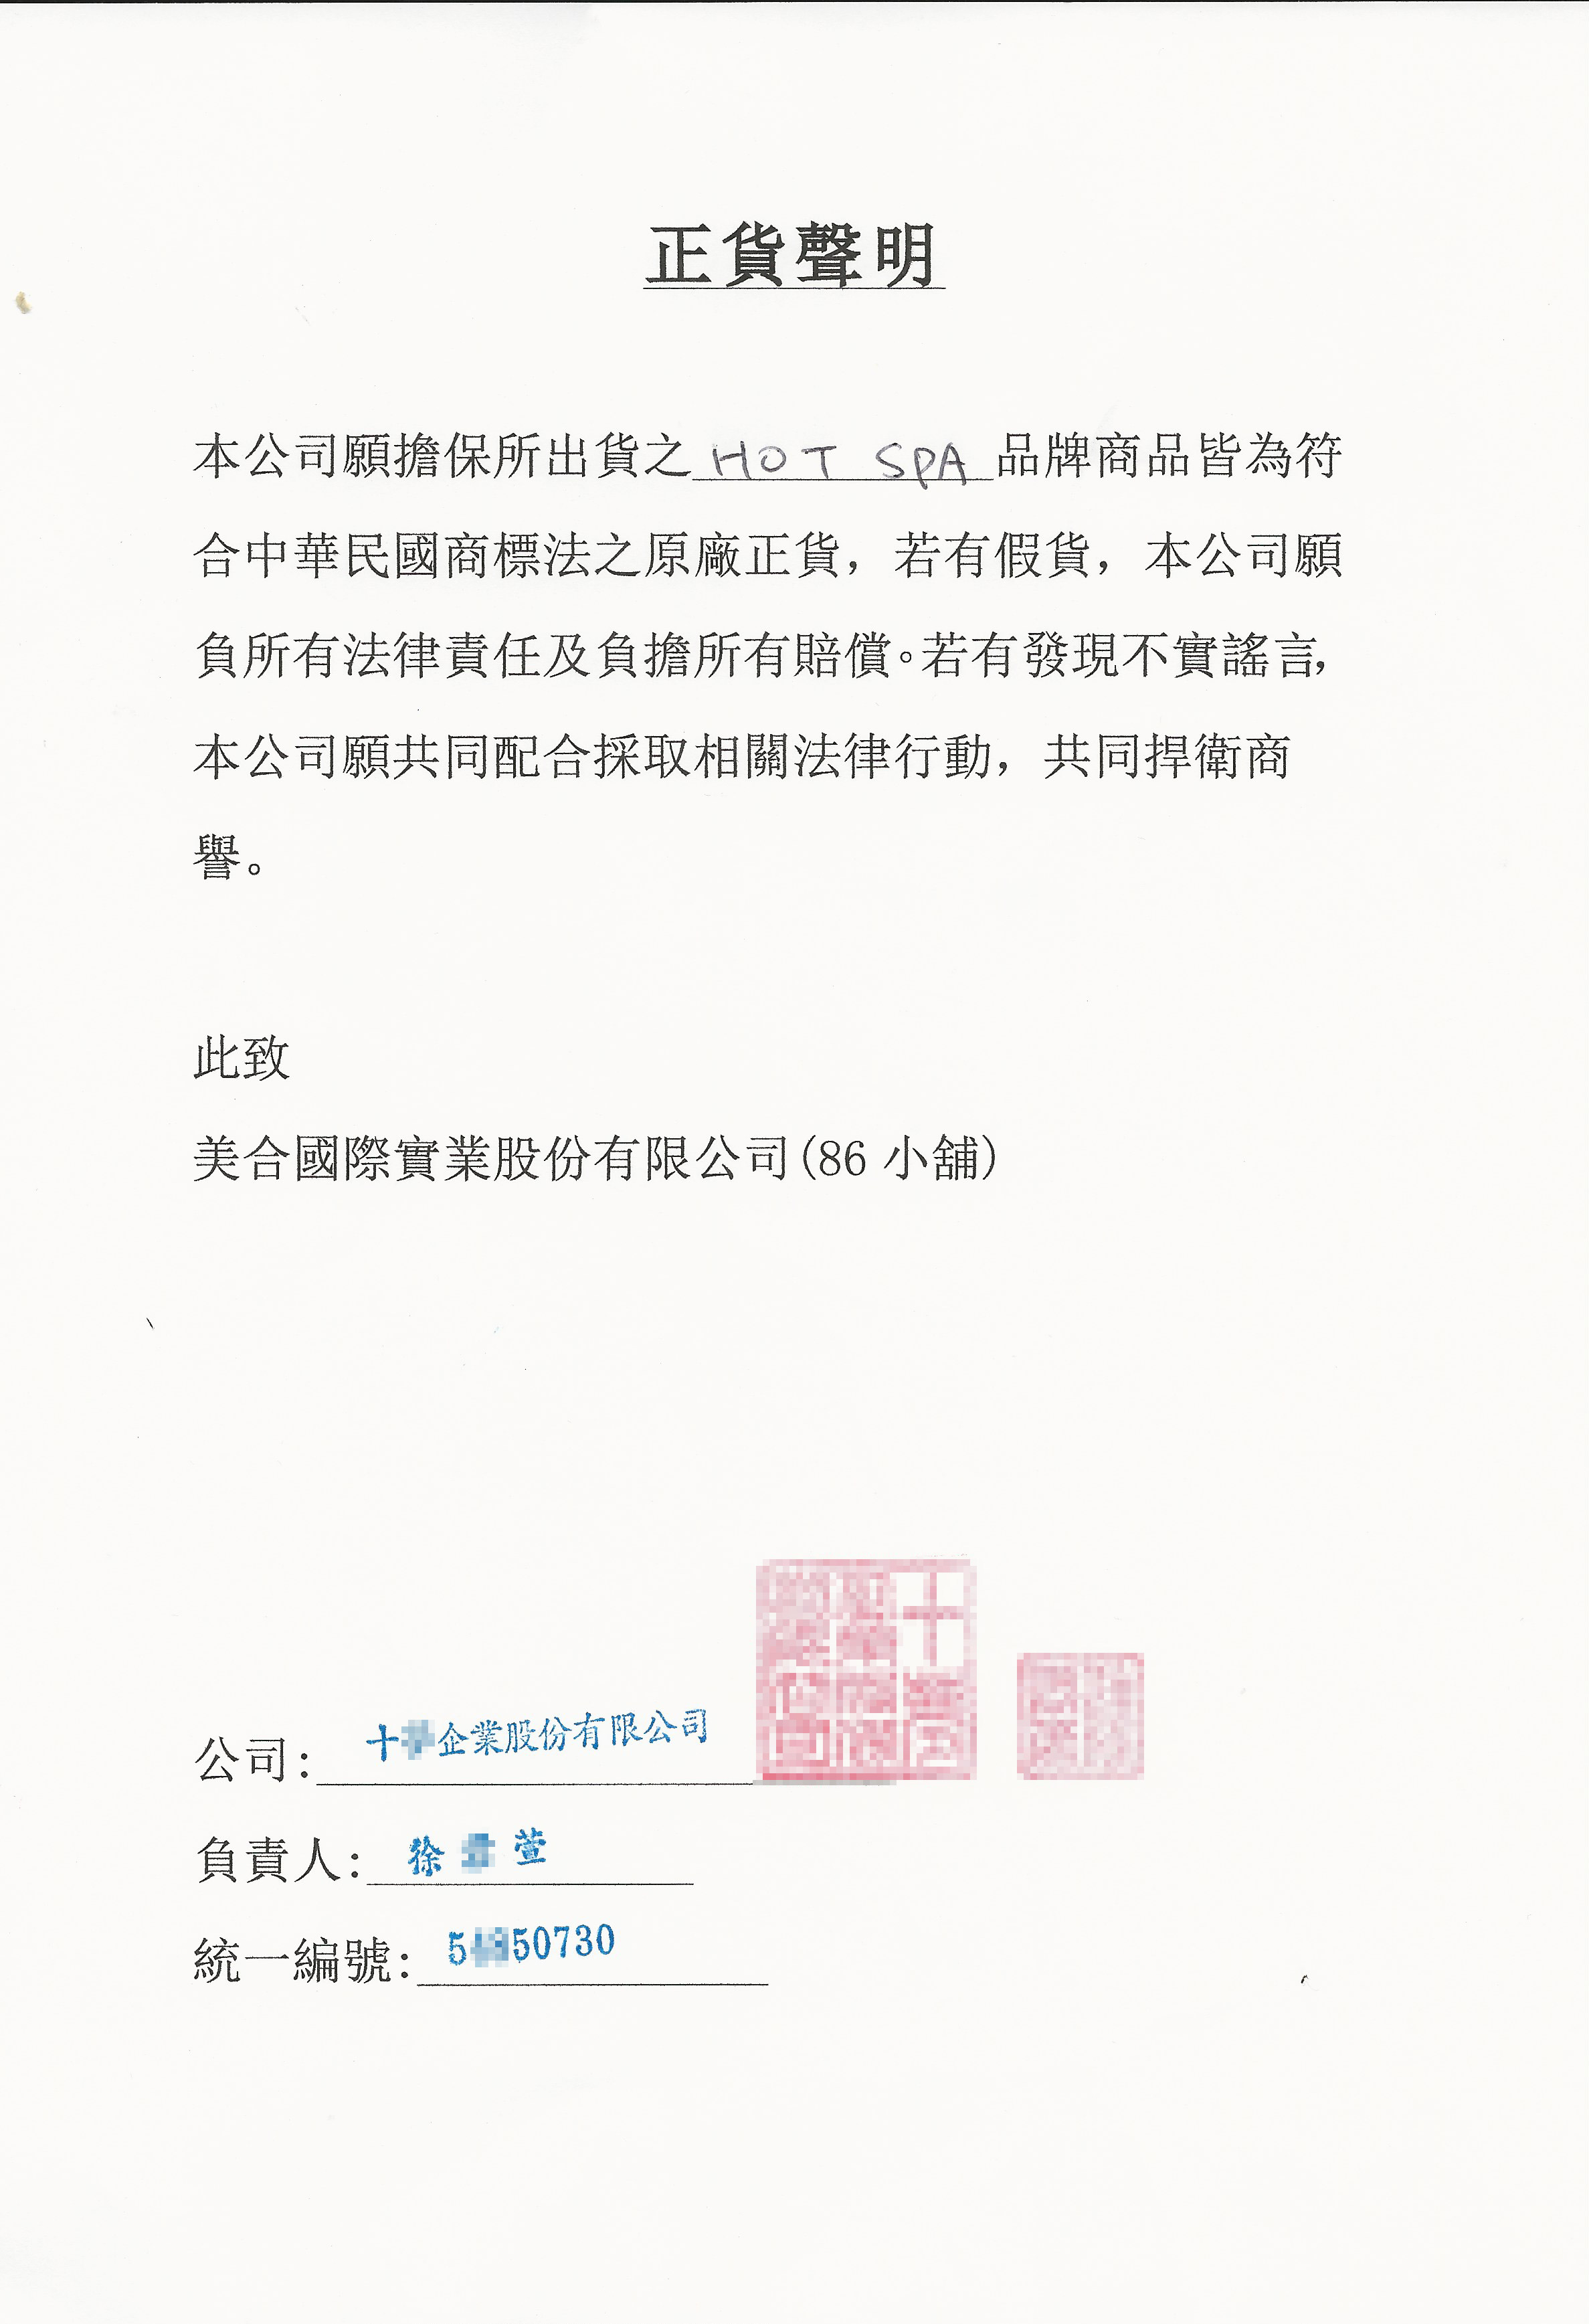 正貨聲明
本公司願擔保所出貨之 HOT SPA 品牌商品皆為符
合中華民國商標法之原廠正貨，若有假貨，本公司願
負所有法律責任及負擔所有賠償。若有發現不實謠言，
本公司願共同配合採取相關法律行動，共同捍衛商
譽。
此致
美合國際實業股份有限公司(86 小舖)
公司: 十 企業股份有限公司
負責人: 徐 萱
統一編號: 5 50730